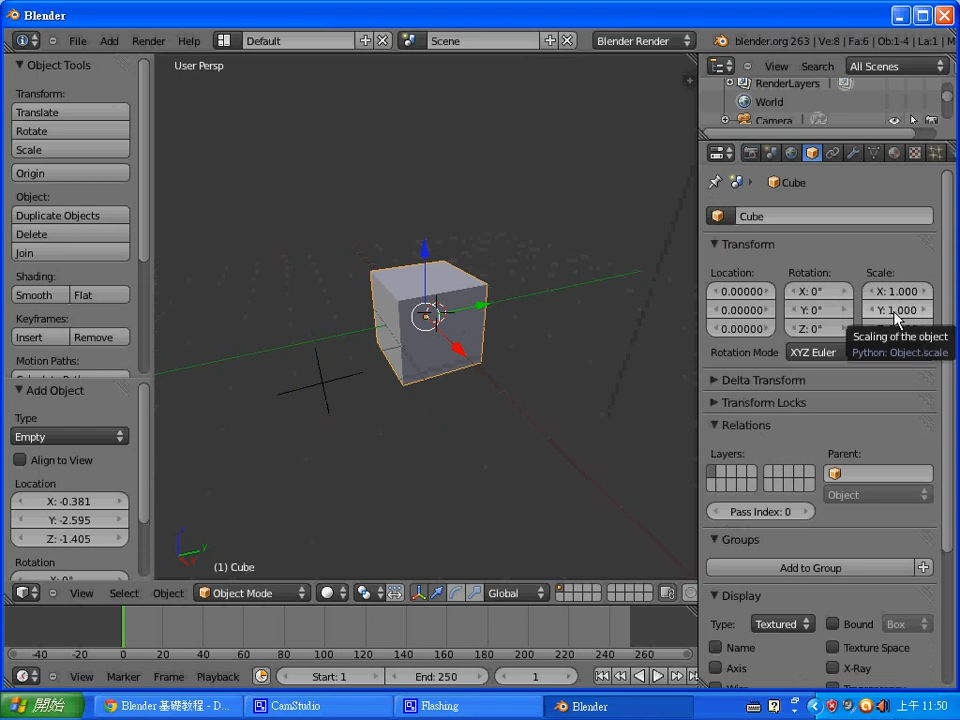 Blender
File Add Render Help Default Scene Blender Render blender.org 263 | Ve:8 | Fa:6 | Ob:1-4 | La:1 | M
Object Tools
Transform:
Translate
Rotate
Scale
Origin
Object:
Duplicate Objects
Delete
Join
Shading:
Smooth Flat
Keyframes:
Insert Remove
Motion Paths:
Add Object
Type
Empty
Align to View
Location
X: -0.381
Y: -2.595
Z: -1.405
Rotation
User Persp
(1) Cube
View Select Object Object Mode Global
-40 -20 0 20 40 60 80 100 120 140 160 180 200 220 240 260
View Marker Frame Playback Start: 1 End: 250 1
View Search All Scenes
RenderLayers
World
Camera
Cube
Cube
Transform
Location: Rotation: Scale:
0.00000 X: 0° X: 1.000
0.00000 Y: 0° Y: 1.000
0.00000 Z: 0°
Scaling of the object
Python: Object.scale
Rotation Mode XYZ Euler
Delta Transform
Transform Locks
Relations
Layers: Parent:
Object
Pass Index: 0
Groups
Add to Group
Display
Type: Textured Bound Box
Name Texture Space
Axis X-Ray
開始 Blender 基礎教程 - D... CamStudio Flashing Blender 上午 11:50